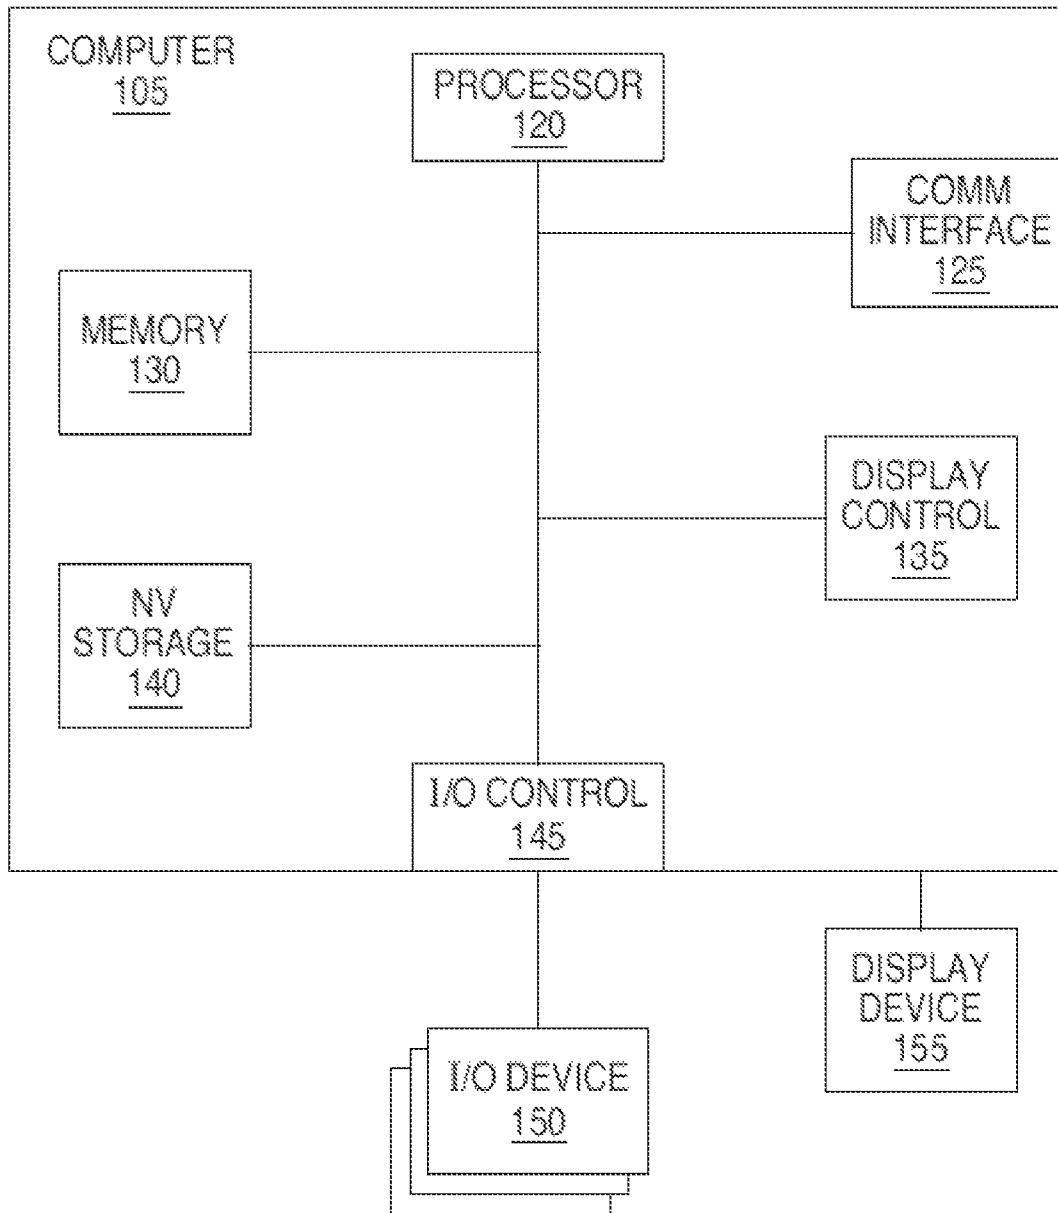 COMPUTER
105
PROCESSOR
120
COMM
INTERFACE
125
MEMORY
130
DISPLAY
CONTROL
135
NV
STORAGE
140
I/O CONTROL
145
DISPLAY
DEVICE
155
I/O DEVICE
150